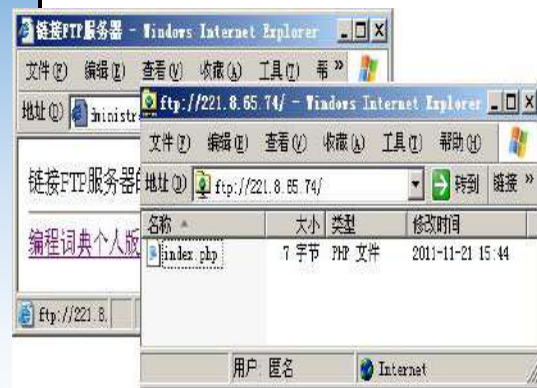 链接FTP服务器 - Windows Internet Explorer
文件(F) 编辑(E) 查看(V) 收藏(A) 工具(T) 帮 »
地址(D) ministr
链接FTP服务器
编程词典个人版
ftp://221.8.
ftp://221.8.65.74/ - Windows Internet Explorer
文件(F) 编辑(E) 查看(V) 收藏(A) 工具(T) 帮助(H)
地址(D) ftp://221.8.65.74/ 转到 链接 »
名称 大小 类型 修改时间
index.php 7 字节 PHP 文件 2011-11-21 15:44
用户: 匿名 Internet